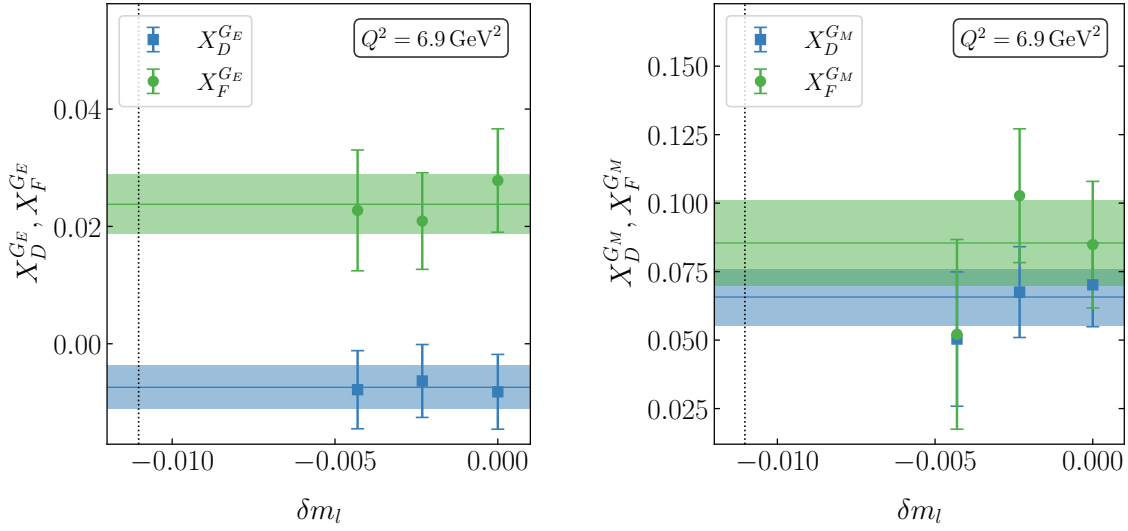 X_D^{G_E}
X_F^{G_E}
Q^2 = 6.9 GeV^2
0.04
0.02
0.00
X_D^{G_E}, X_F^{G_E}
−0.010
−0.005
0.000
δm_l
X_D^{G_M}
X_F^{G_M}
Q^2 = 6.9 GeV^2
0.150
0.125
0.100
0.075
0.050
0.025
X_D^{G_M}, X_F^{G_M}
−0.010
−0.005
0.000
δm_l